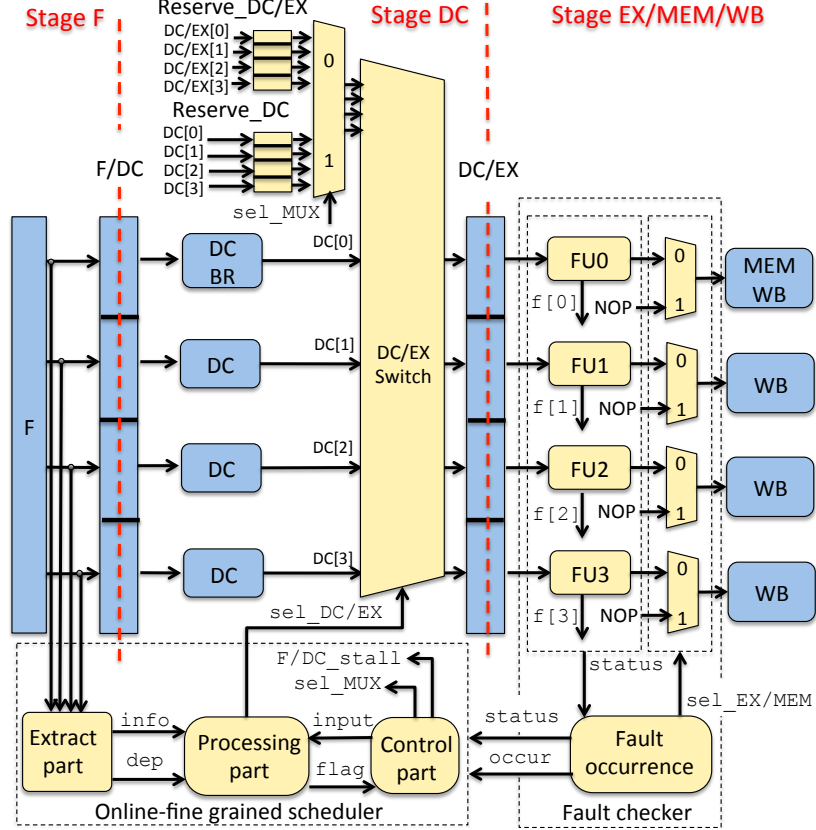 Stage F
Reserve_DC/EX
Stage DC
Stage EX/MEM/WB
DC/EX[0]
DC/EX[1]
DC/EX[2]
DC/EX[3]
0
Reserve_DC
DC[0]
DC[1]
DC[2]
DC[3]
1
F/DC
DC/EX
sel_MUX
DC
BR
DC[0]
FU0
0
MEM
WB
f[0]
NOP
1
DC
DC[1]
DC/EX
Switch
FU1
0
WB
f[1]
NOP
1
F
DC
DC[2]
FU2
0
WB
f[2]
NOP
1
DC
DC[3]
FU3
0
WB
f[3]
NOP
1
sel_DC/EX
F/DC_stall
sel_MUX
status
sel_EX/MEM
Extract
part
info
dep
Processing
part
input
flag
Control
part
status
occur
Fault
occurrence
Online-fine grained scheduler
Fault checker